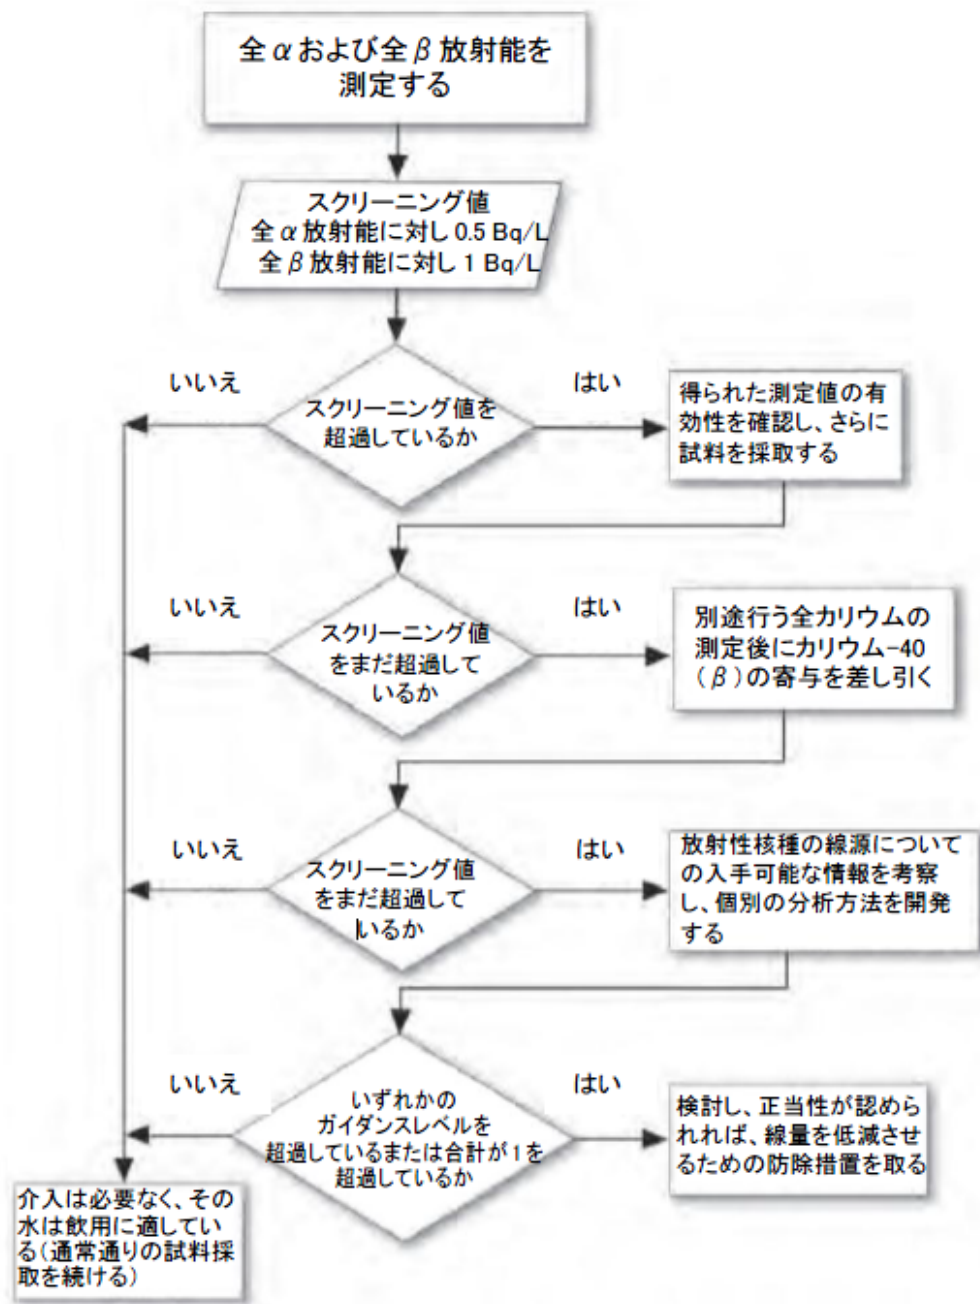 全αおよび全β放射能を
測定する
スクリーニング値
全α放射能に対し 0.5 Bq/L
全β放射能に対し 1 Bq/L
いいえ
はい
スクリーニング値を
超過しているか
得られた測定値の有
効性を確認し、さらに
試料を採取する
いいえ
はい
スクリーニング値
をまだ超過して
いるか
別途行う全カリウムの
測定後にカリウム-40
(β)の寄与を差し引く
いいえ
はい
スクリーニング値
をまだ超過して
いるか
放射性核種の線源について
の入手可能な情報を考察
し、個別の分析方法を開発
する
いいえ
はい
いずれかの
ガイダンスレベルを
超過しているまたは合計が1を
超過しているか
検討し、正当性が認めら
れれば、線量を低減させ
るための防除措置を取る
介入は必要なく、その
水は飲用に適してい
る(通常通りの試料採
取を続ける)